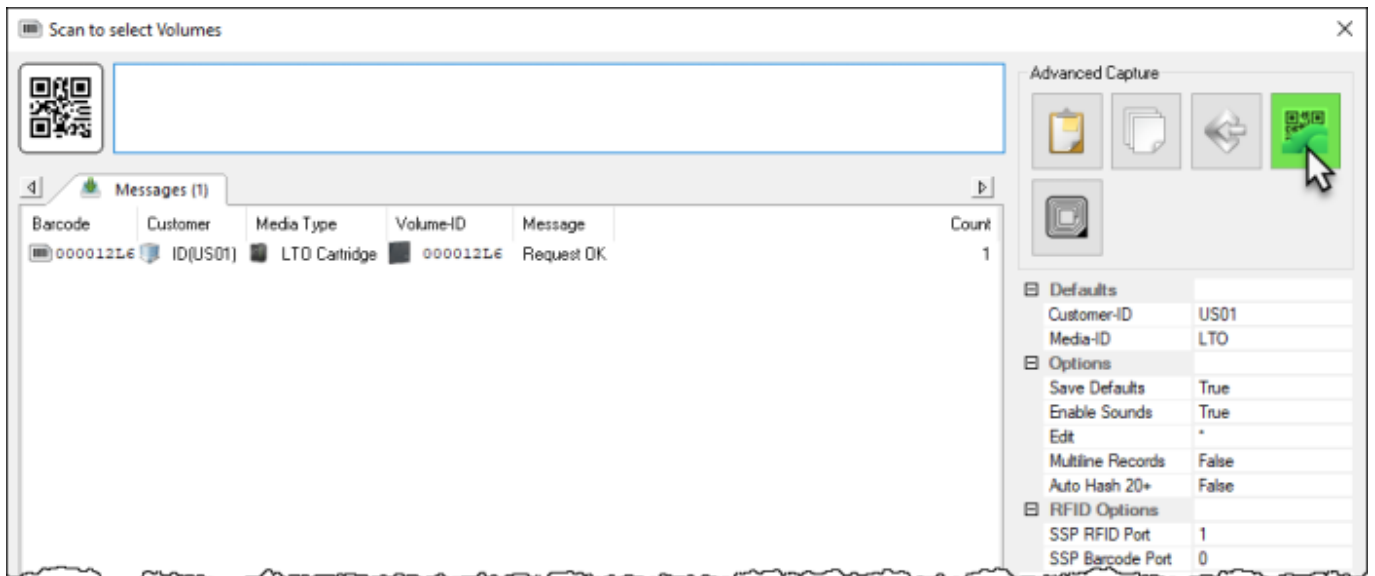 Scan to select Volumes
Advanced Capture
Messages (1)
Barcode Customer Media Type Volume-ID Message Count
000012L6 ID(US01) LTO Cartridge 000012L6 Request OK 1
Defaults
Customer-ID US01
Media-ID LTO
Options
Save Defaults True
Enable Sounds True
Edit *
Multiline Records False
Auto Hash 20+ False
RFID Options
SSP RFID Port 1
SSP Barcode Port 0